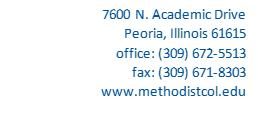 7600 N. Academic Drive
Peoria, Illinois 61615
office: (309) 672-5513
fax: (309) 671-8303
www.methodistcol.edu